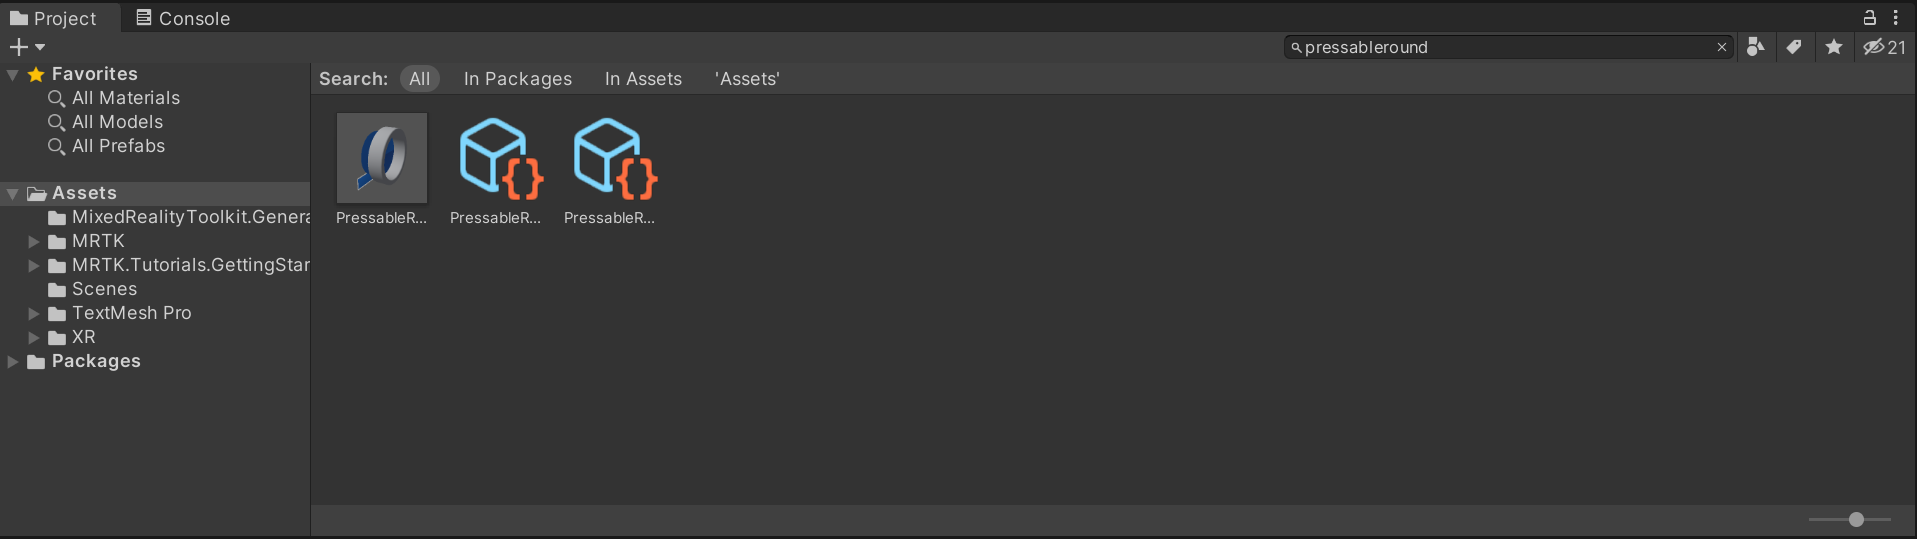 Project Console
pressableround
21
Favorites
All Materials
All Models
All Prefabs
Assets
MixedRealityToolkit.Genera
MRTK
MRTK.Tutorials.GettingStar
Scenes
TextMesh Pro
XR
Packages
Search: All In Packages In Assets 'Assets'
PressableR... PressableR... PressableR...